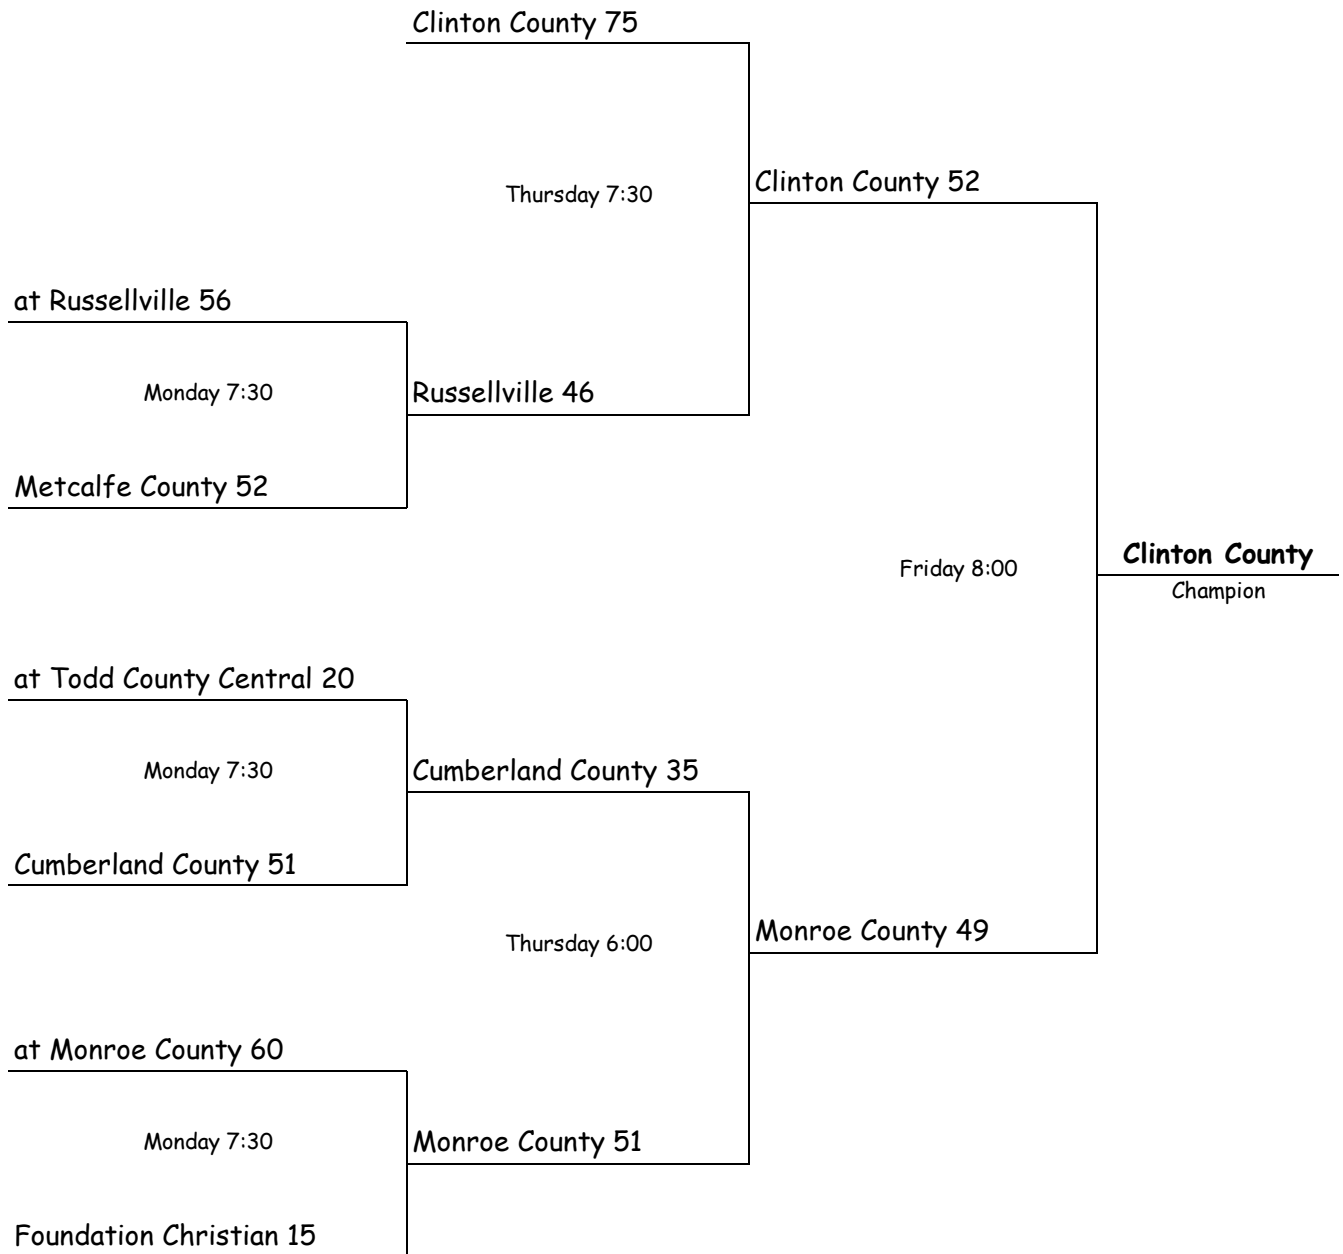 Clinton County 75
Thursday 7:30
Clinton County 52
at Russellville 56
Monday 7:30
Russellville 46
Metcalfe County 52
Friday 8:00
Clinton County
Champion
at Todd County Central 20
Monday 7:30
Cumberland County 35
Cumberland County 51
Thursday 6:00
Monroe County 49
at Monroe County 60
Monday 7:30
Monroe County 51
Foundation Christian 15